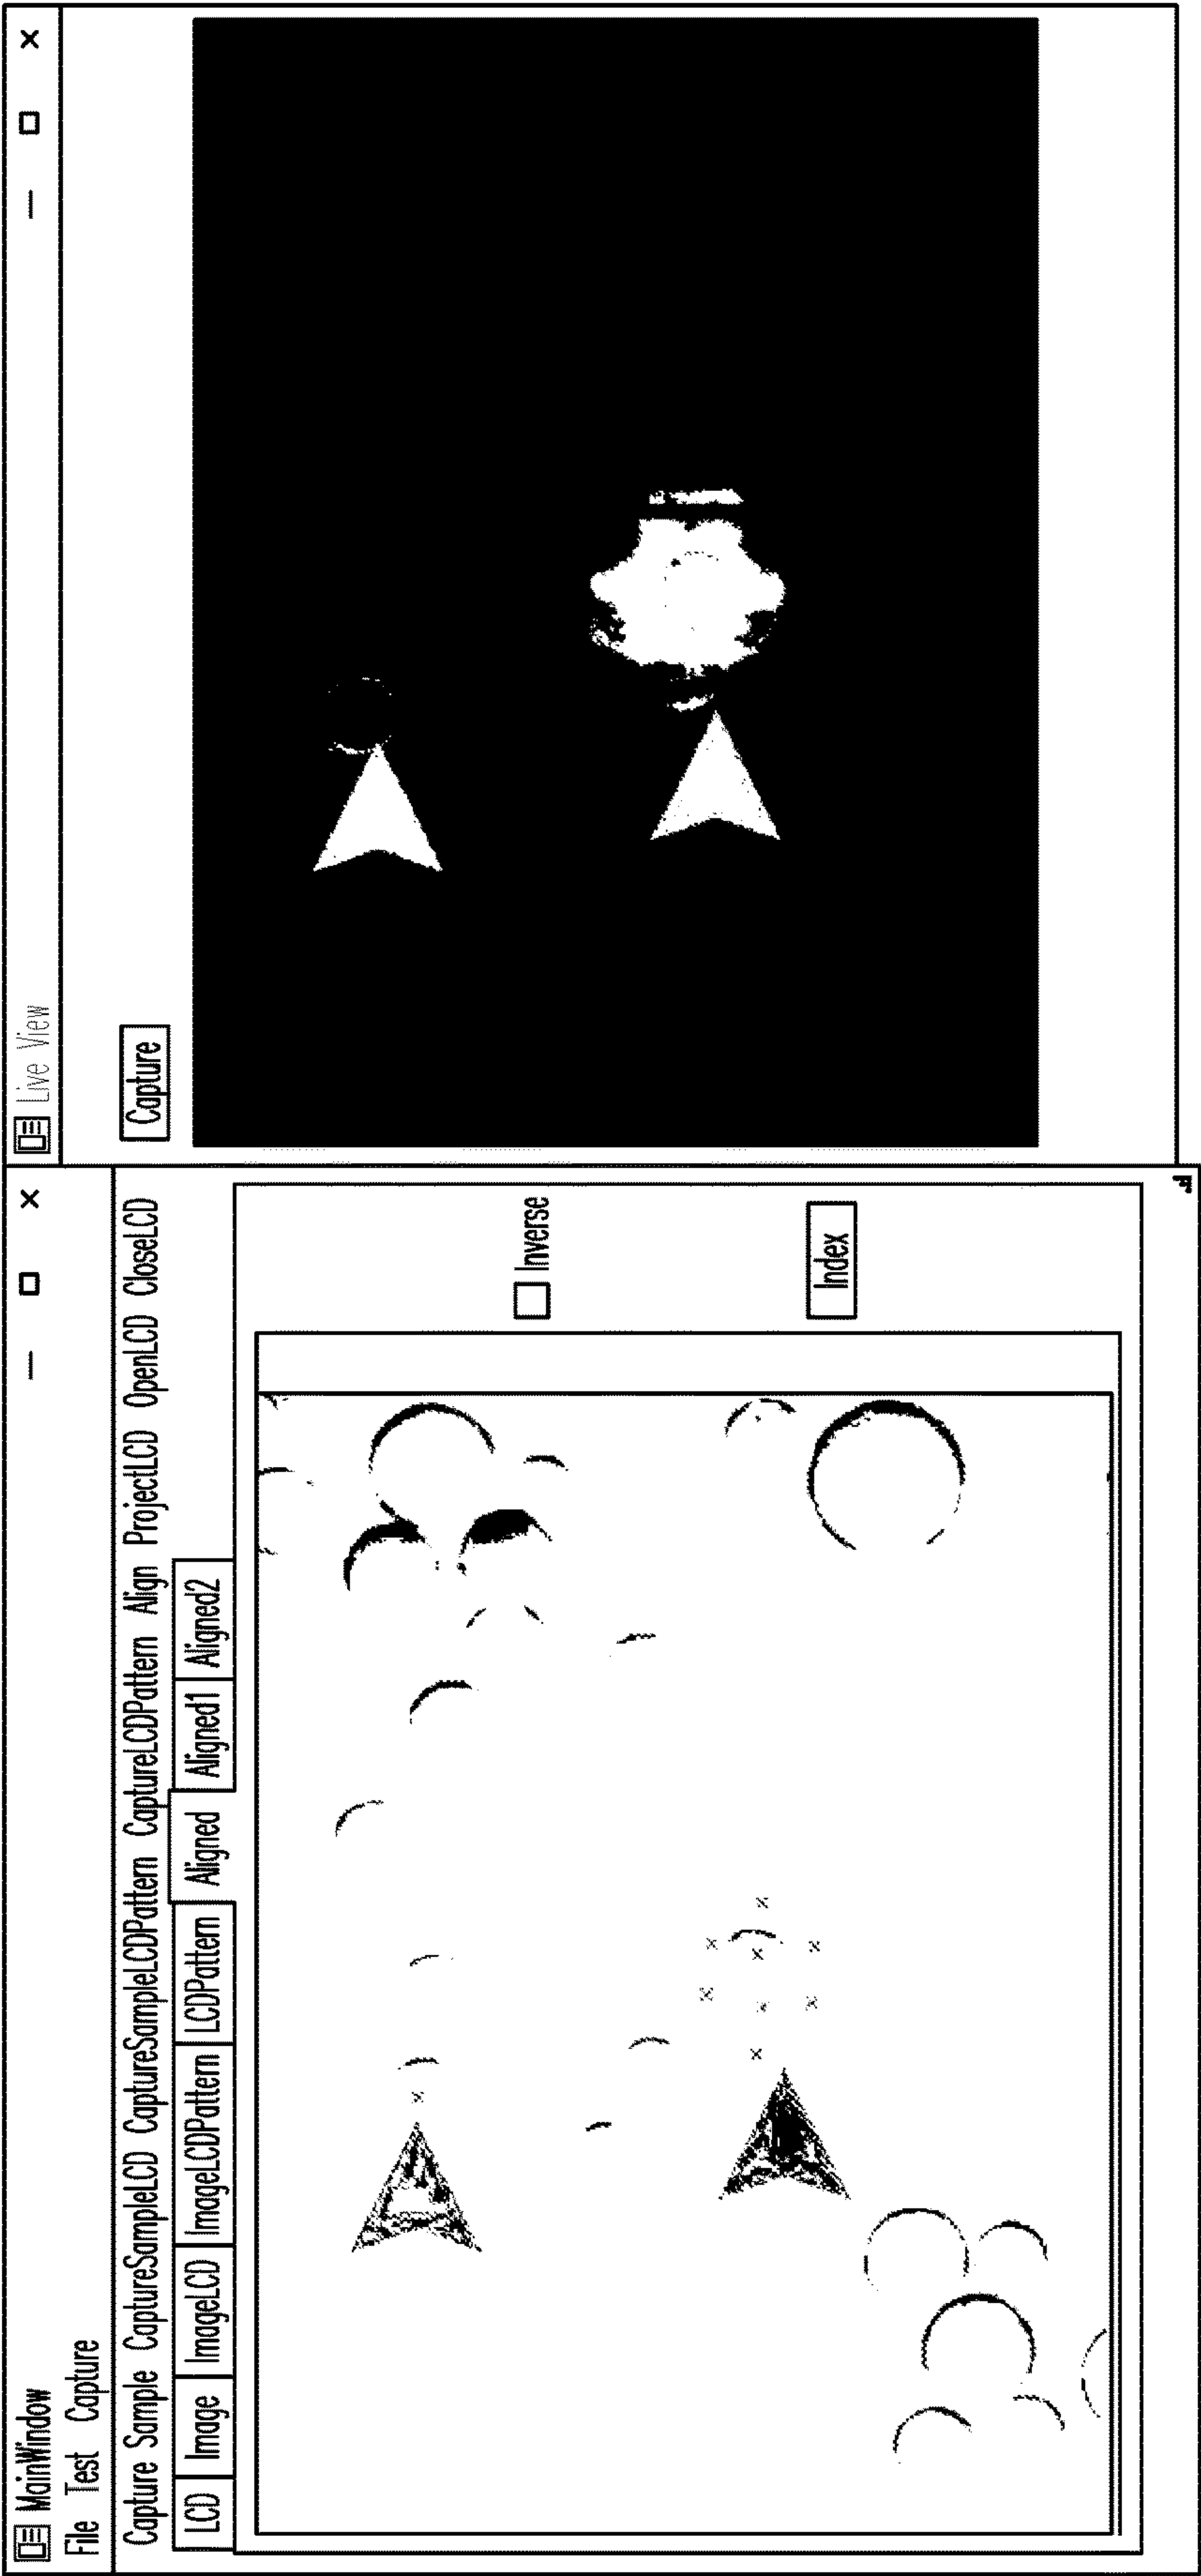 MainWindow
File Test Capture
Capture Sample CaptureSampleLCD CaptureSampleLCDPattern CaptureLCDPattern Align ProjectLCD OpenLCD CloseLCD
LCD Image ImageLCD ImageLCDPattern LCDPattern Aligned Aligned1 Aligned2
Inverse
Index
Live View
Capture